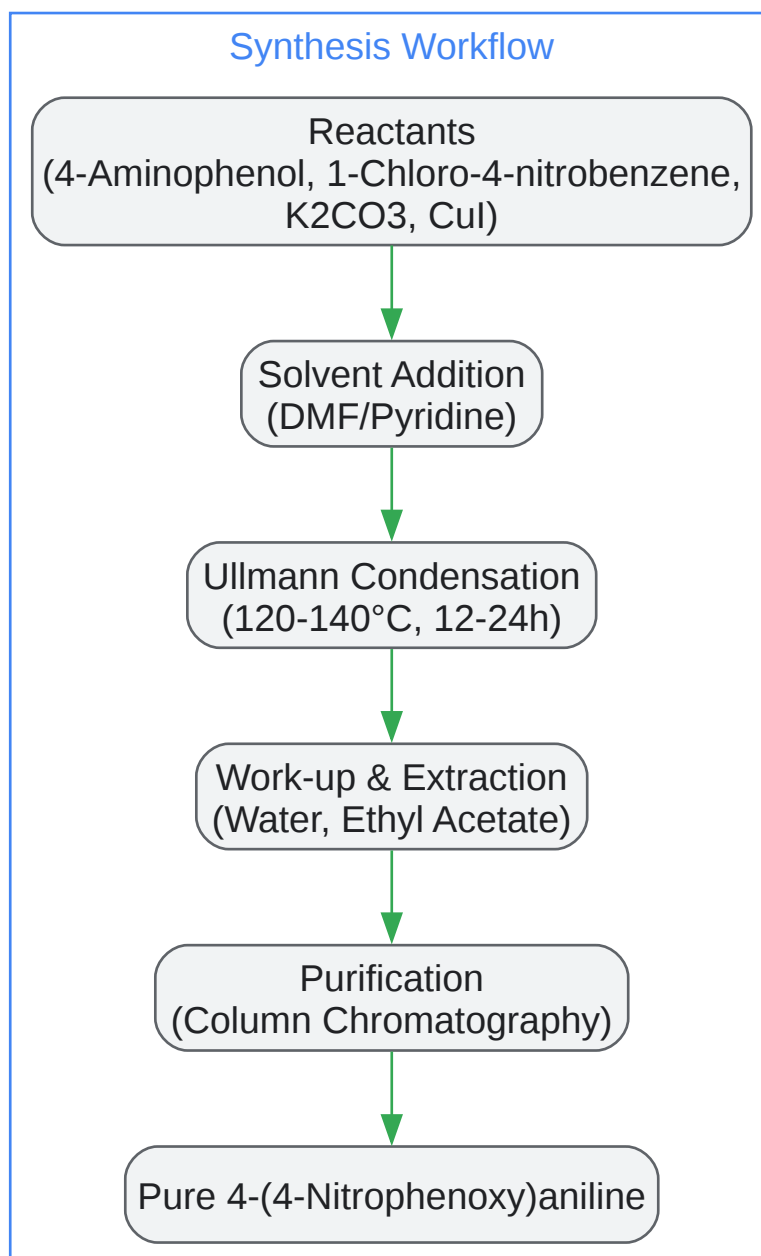 Synthesis Workflow
Reactants
(4-Aminophenol, 1-Chloro-4-nitrobenzene,
K2CO3, CuI)
Solvent Addition
(DMF/Pyridine)
Ullmann Condensation
(120-140°C, 12-24h)
Work-up & Extraction
(Water, Ethyl Acetate)
Purification
(Column Chromatography)
Pure 4-(4-Nitrophenoxy)aniline